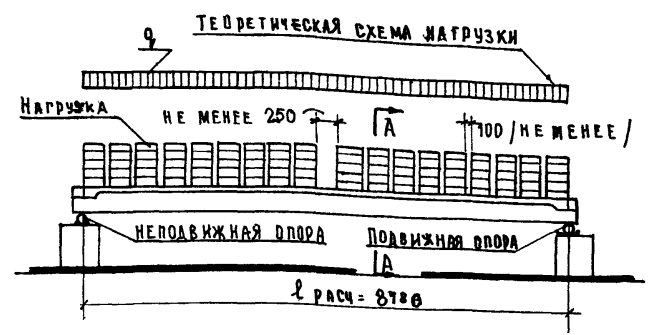 ТЕОРЕТИЧЕСКАЯ СХЕМА НАГРУЗКИ
q
НАГРУЗКА
НЕ МЕНЕЕ 250
А
100 /НЕ МЕНЕЕ/
НЕПОДВИЖНАЯ ОПОРА
ПОДВИЖНАЯ ОПОРА
А
l РАСЧ = 8780